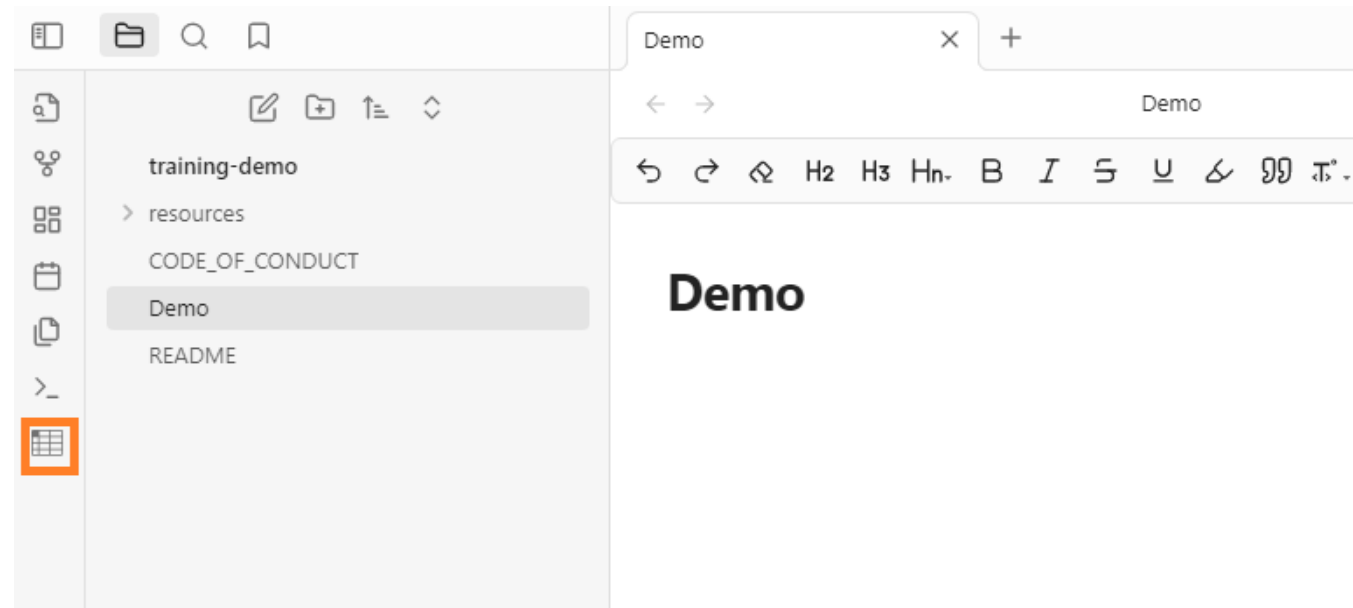 Demo
Demo
training-demo
resources
CODE_OF_CONDUCT
Demo
README
H2 H3 Hn B I S U
Demo